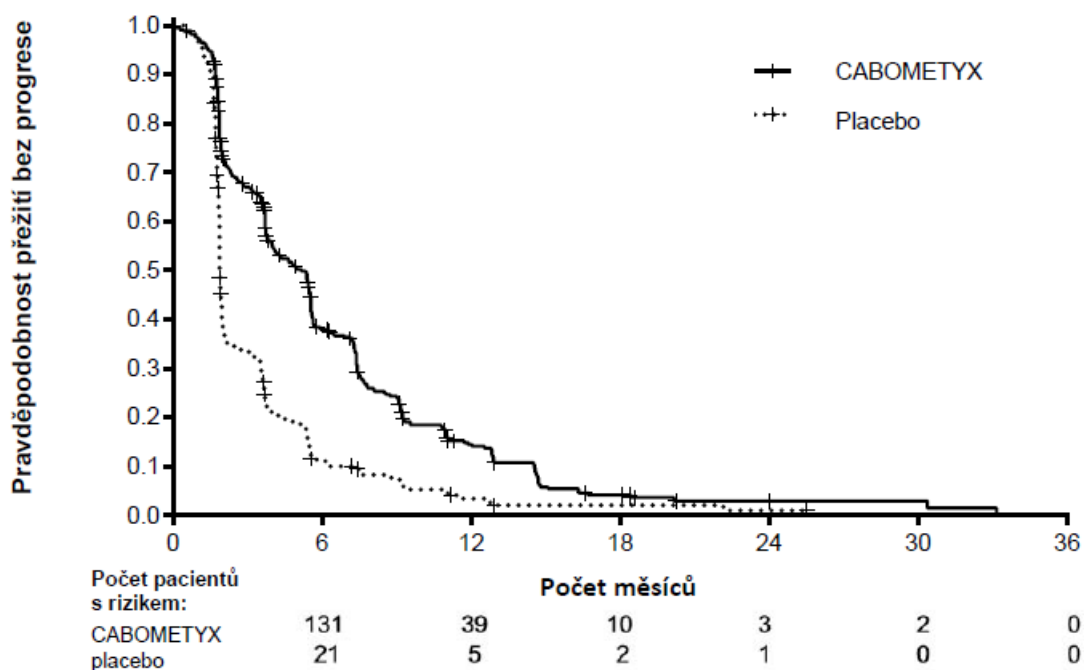 Pravděpodobnost přežití bez progrese
1.0
0.9
0.8
0.7
0.6
0.5
0.4
0.3
0.2
0.1
0.0
CABOMETYX
Placebo
0 6 12 18 24 30 36
Počet měsíců
Počet pacientů
s rizikem:
CABOMETYX 131 39 10 3 2 0
placebo 21 5 2 1 0 0